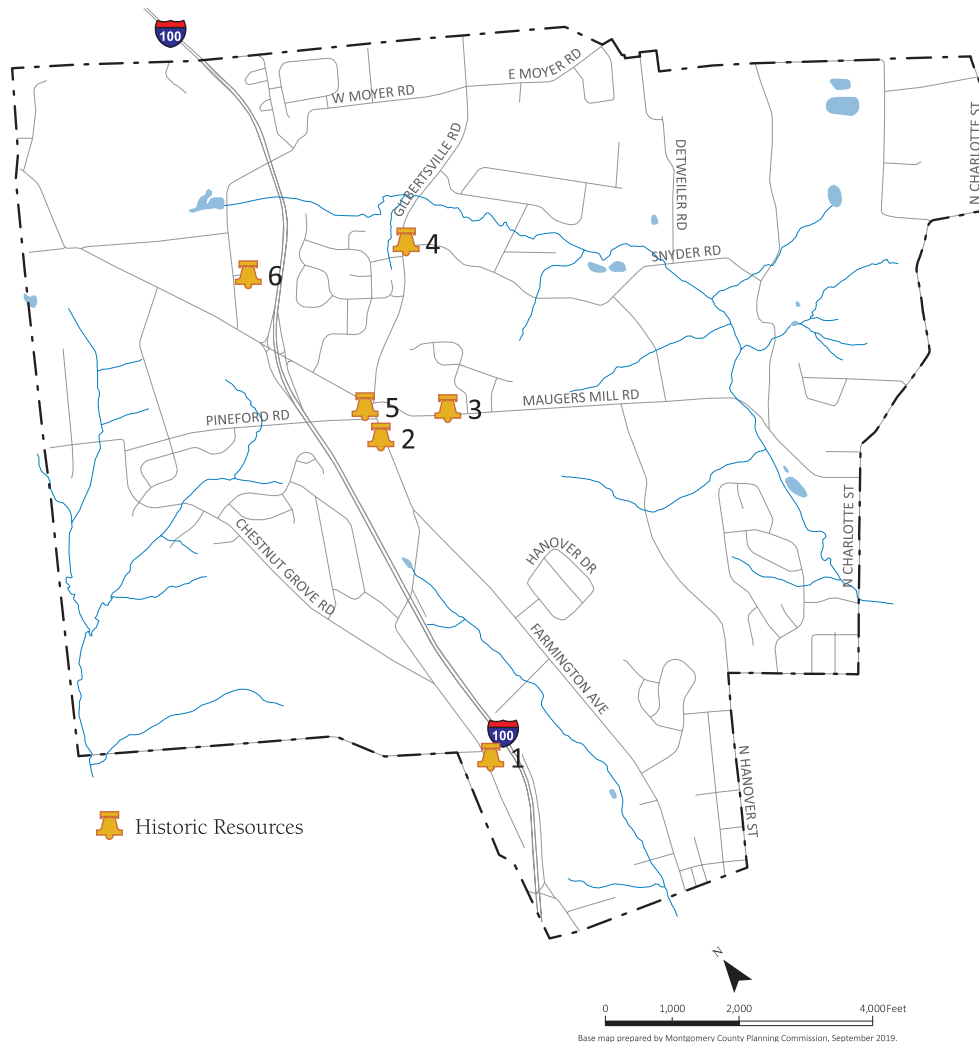 100
E MOYER RD
W MOYER RD
N CHARLOTTE ST
GILBERTSVILLE RD
DETWEILER RD
4
SNYDER RD
6
MAUGERS MILL RD
5
3
PINEFORD RD
2
N CHARLOTTE ST
CHESTNUT GROVE RD
HANOVER DR
FARMINGTON AVE
100
1
N HANOVER ST
Historic Resources
N
0 1,000 2,000 4,000 Feet
Base map prepared by Montgomery County Planning Commission, September 2019.